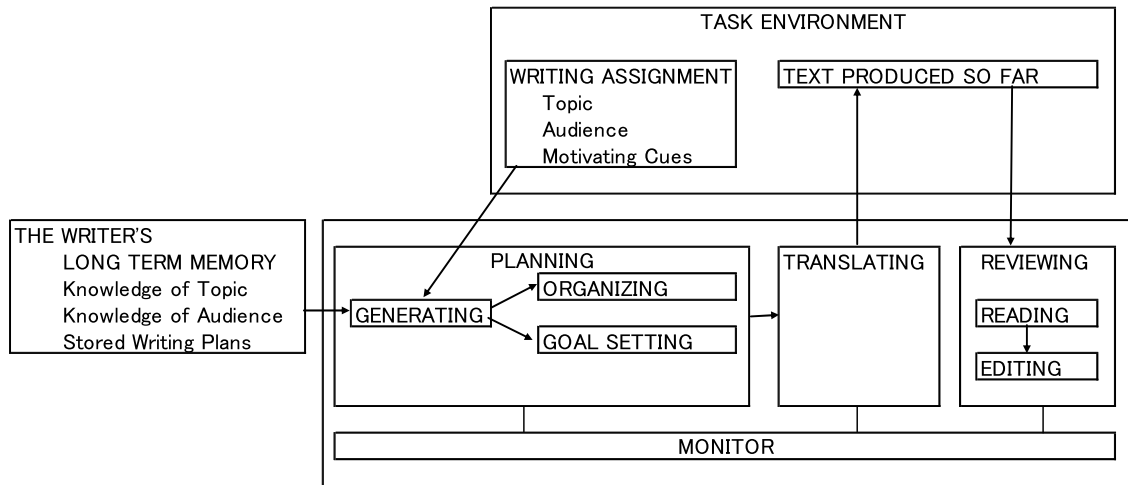 TASK ENVIRONMENT
WRITING ASSIGNMENT
Topic
Audience
Motivating Cues
TEXT PRODUCED SO FAR
THE WRITER'S
LONG TERM MEMORY
Knowledge of Topic
Knowledge of Audience
Stored Writing Plans
PLANNING
GENERATING
ORGANIZING
GOAL SETTING
TRANSLATING
REVIEWING
READING
EDITING
MONITOR